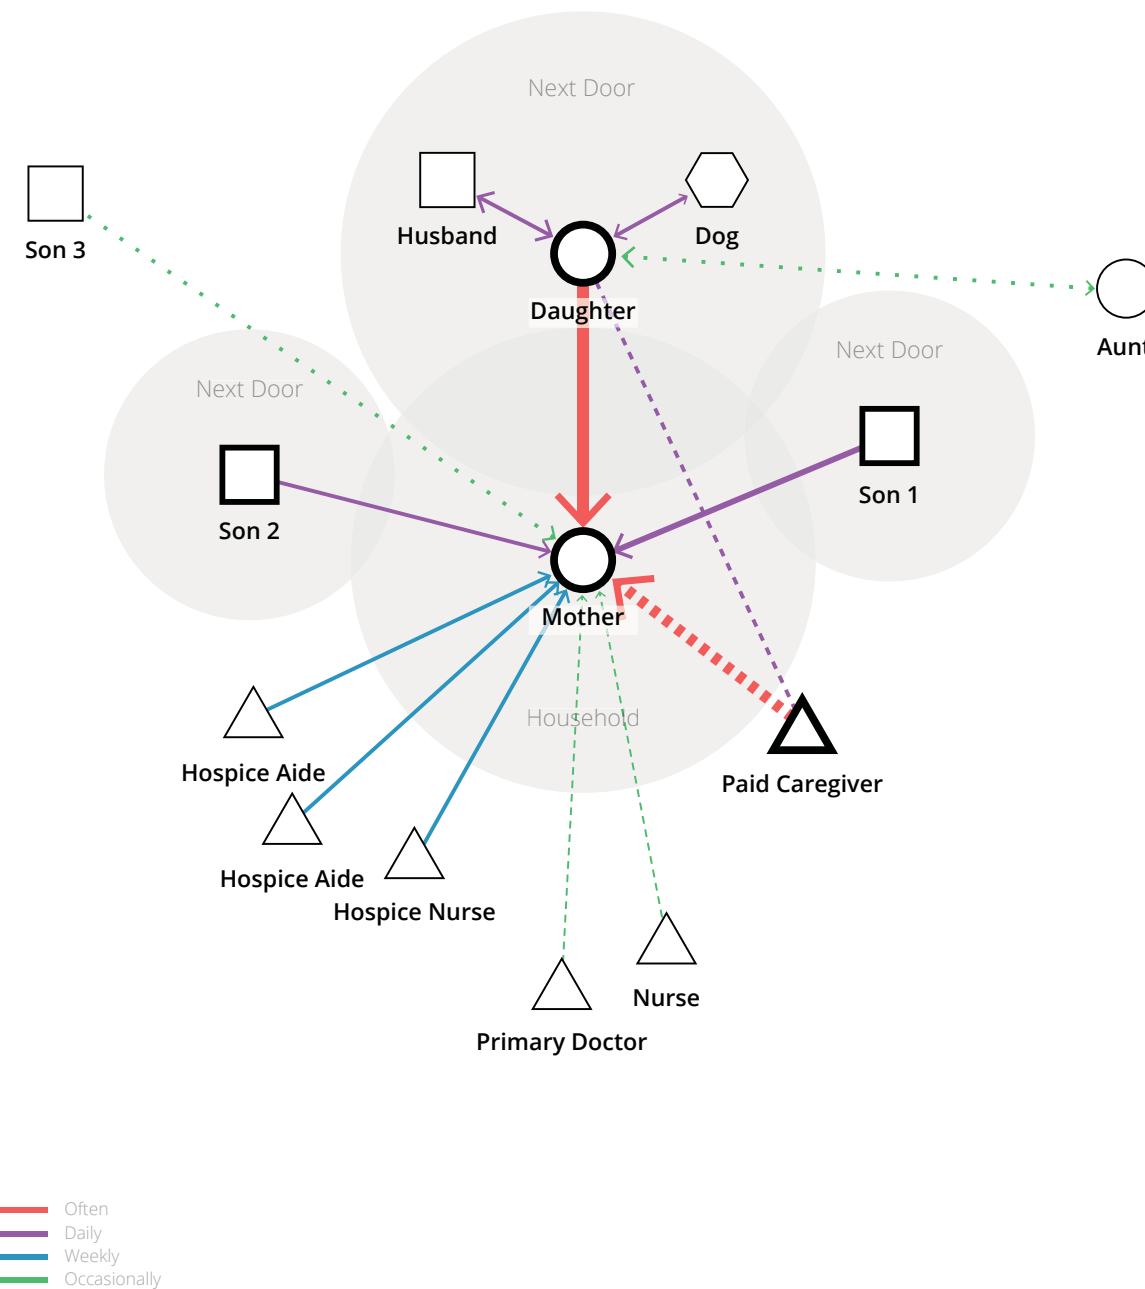 Next Door
Husband
Dog
Son 3
Daughter
Aunt
Next Door
Next Door
Son 1
Son 2
Mother
Household
Hospice Aide
Paid Caregiver
Hospice Aide
Hospice Nurse
Nurse
Primary Doctor
Often
Daily
Weekly
Occasionally